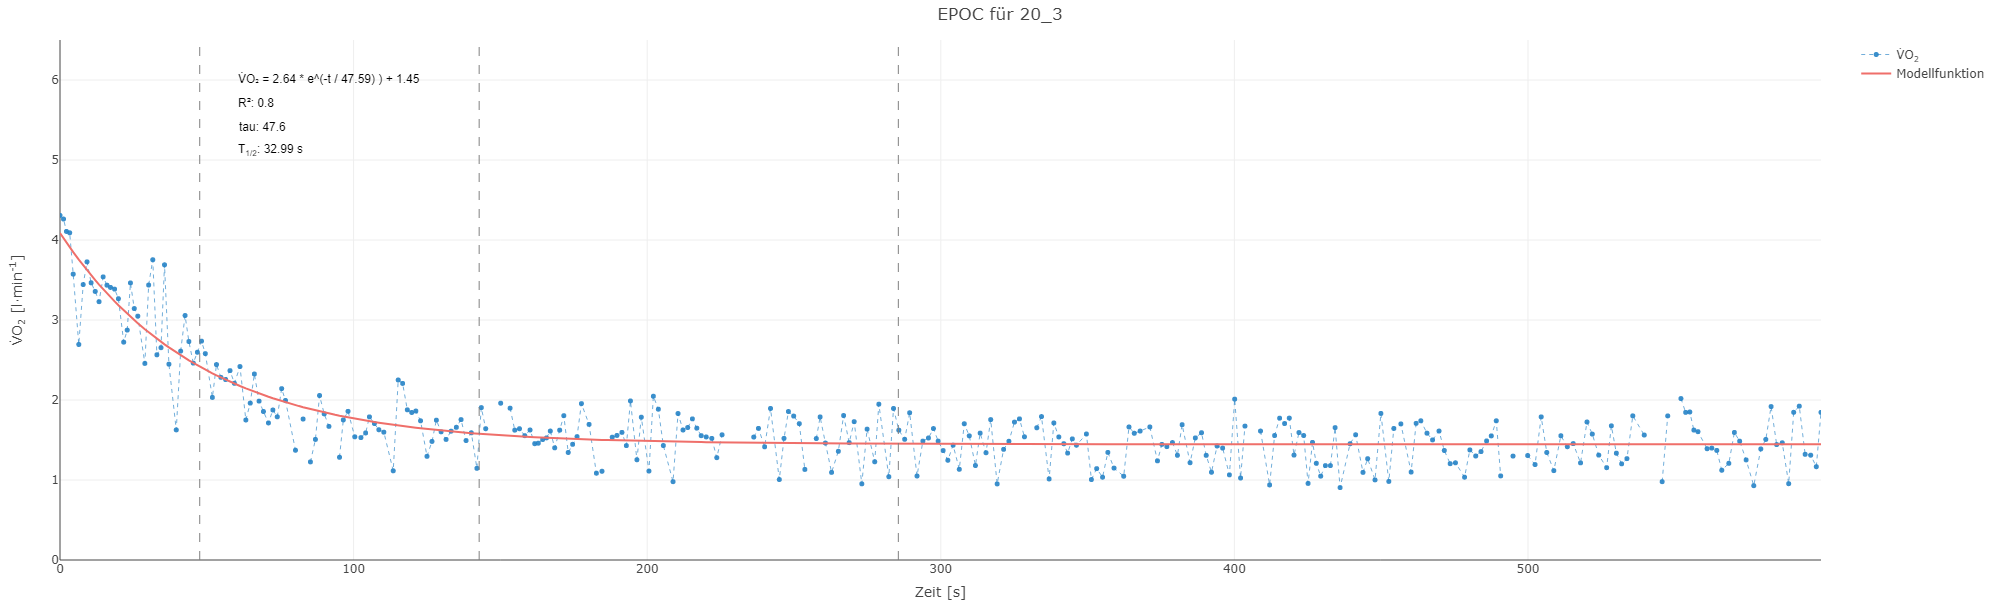 EPOC für 20_3
V̇O₂ = 2.64 * e^(-t / 47.59) ) + 1.45
R²: 0.8
tau: 47.6
T1/2: 32.99 s
V̇O₂
Modellfunktion
V̇O₂ [l·min⁻¹]
6
5
4
3
2
1
0
0 100 200 300 400 500
Zeit [s]